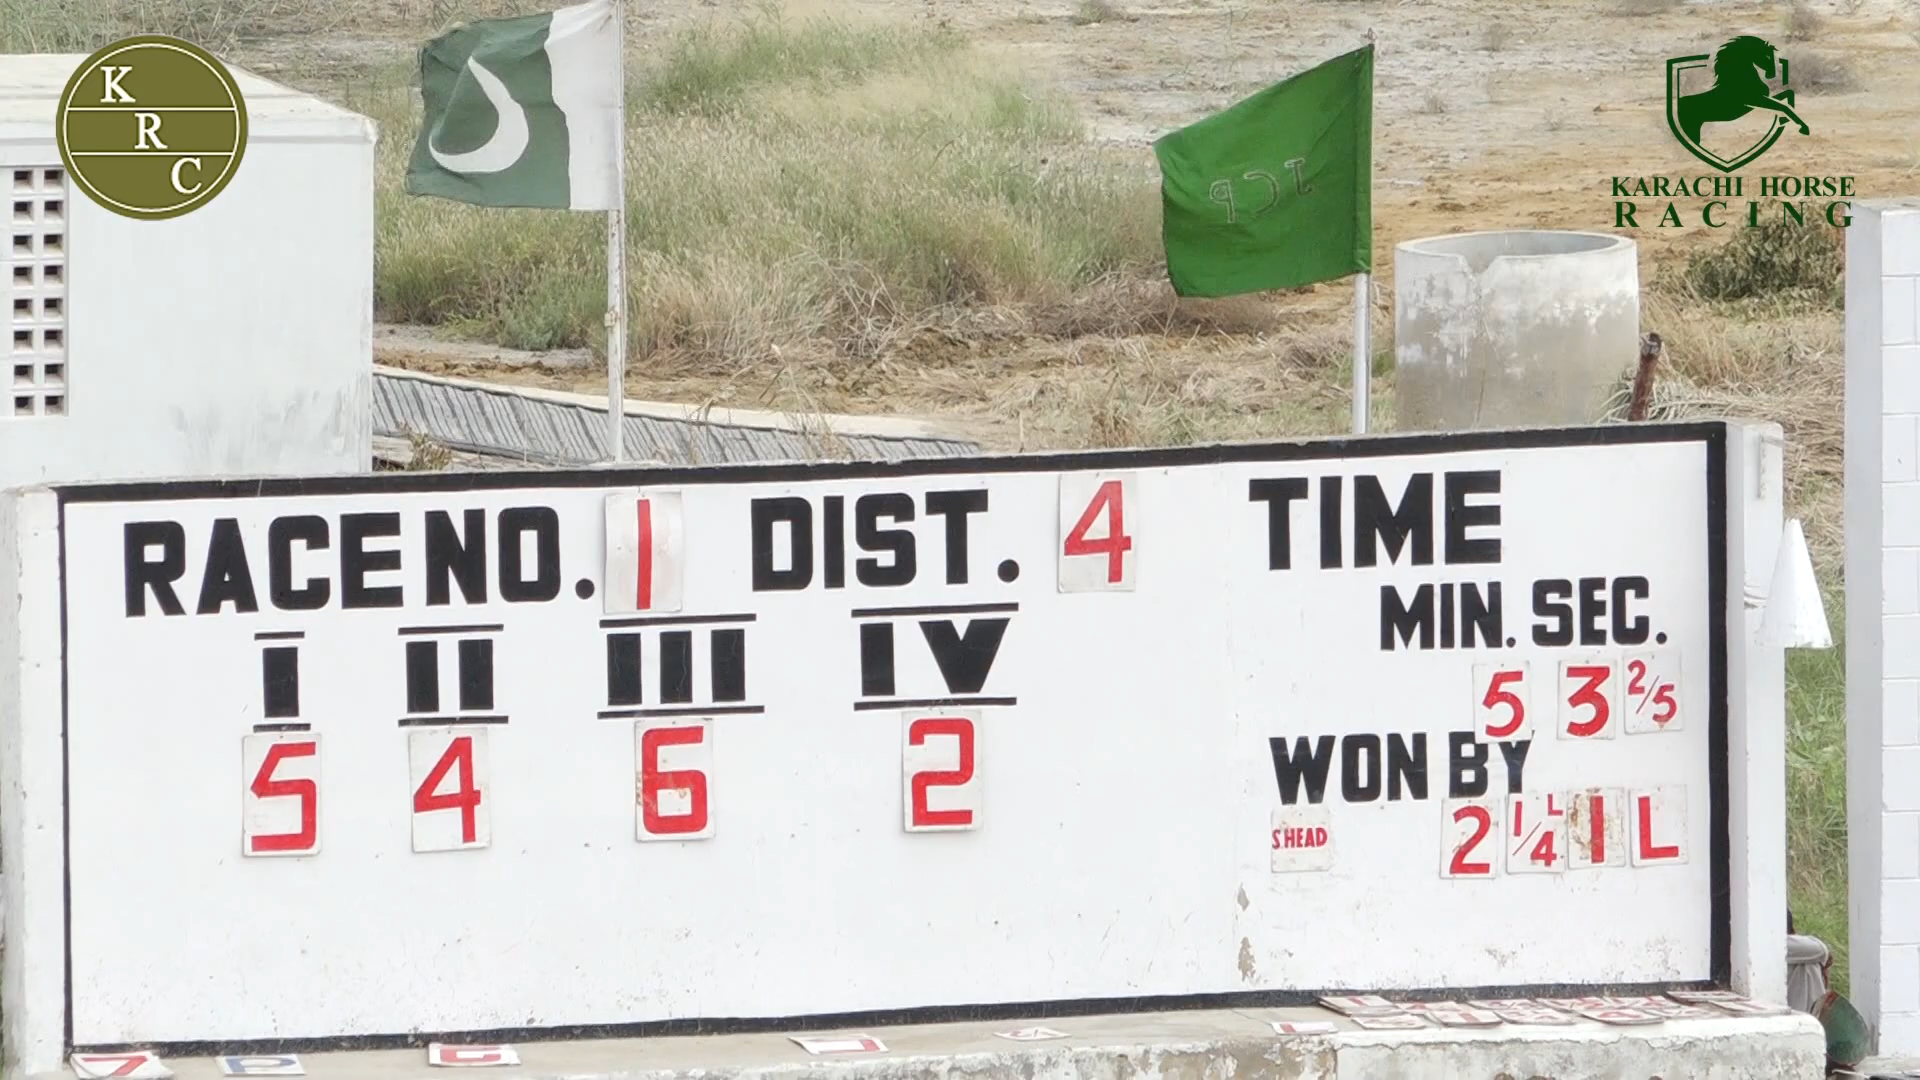 K
R
C
KARACHI HORSE
RACING
RACE NO. 1 DIST. 4 TIME
MIN. SEC.
I II III IV
5 3 2/5
5 4 6 2
WON BY
S HEAD 2 1/4 L 1 L